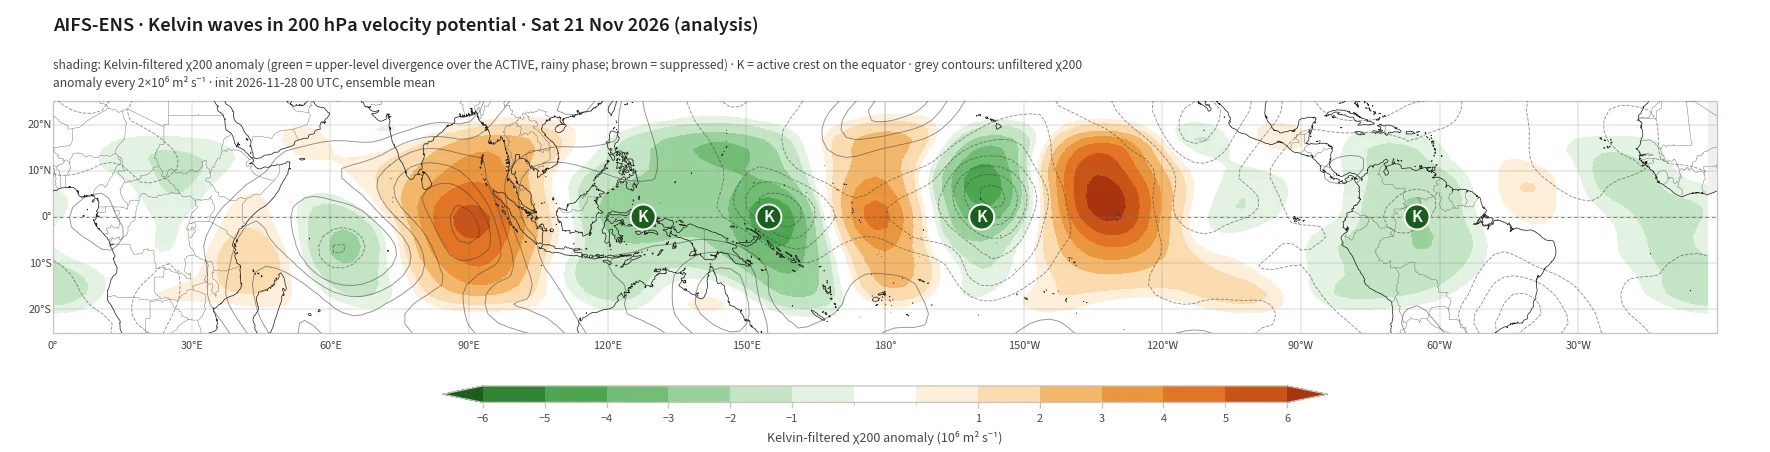 AIFS-ENS · Kelvin waves in 200 hPa velocity potential · Sat 21 Nov 2026 (analysis)
shading: Kelvin-filtered χ200 anomaly (green = upper-level divergence over the ACTIVE, rainy phase; brown = suppressed) · K = active crest on the equator · grey contours: unfiltered χ200
anomaly every 2×10⁶ m² s⁻¹ · init 2026-11-28 00 UTC, ensemble mean
20°N
10°N
0°
10°S
20°S
K K K K
0° 30°E 60°E 90°E 120°E 150°E 180° 150°W 120°W 90°W 60°W 30°W
−6 −5 −4 −3 −2 −1 1 2 3 4 5 6
Kelvin-filtered χ200 anomaly (10⁶ m² s⁻¹)